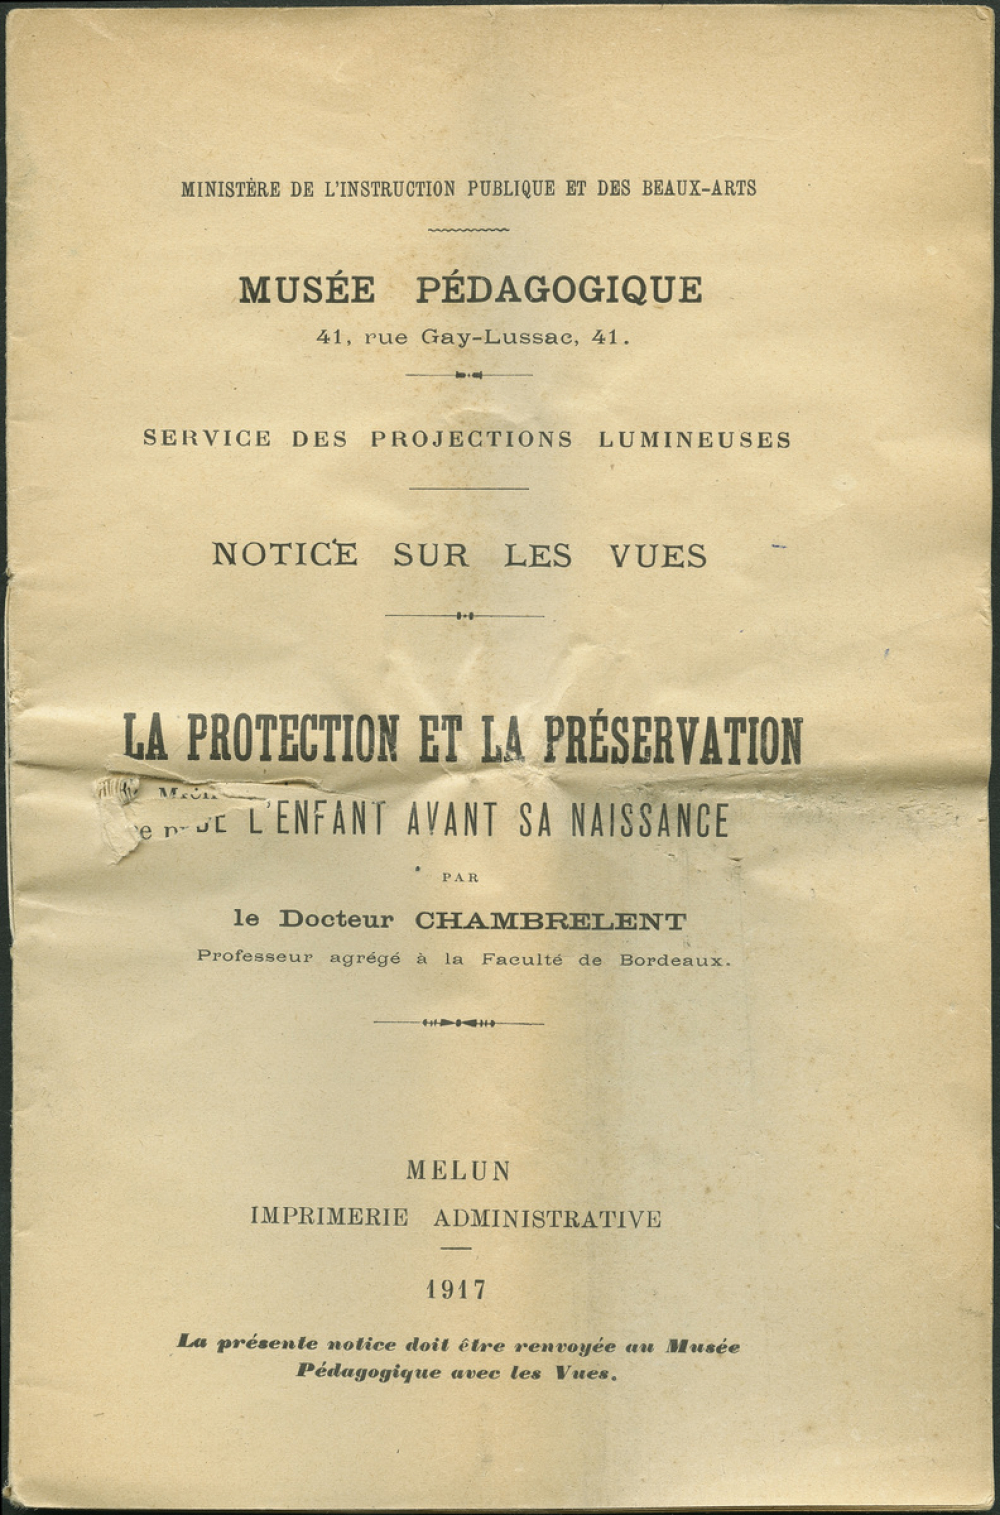 MINISTÈRE DE L'INSTRUCTION PUBLIQUE ET DES BEAUX-ARTS
MUSÉE PÉDAGOGIQUE
41, rue Gay-Lussac, 41.
SERVICE DES PROJECTIONS LUMINEUSES
NOTICE SUR LES VUES
LA PROTECTION ET LA PRÉSERVATION
DE L'ENFANT AVANT SA NAISSANCE
PAR
le Docteur CHAMBRELENT
Professeur agrégé à la Faculté de Bordeaux.
MELUN
IMPRIMERIE ADMINISTRATIVE
1917
La présente notice doit être renvoyée au Musée
Pédagogique avec les Vues.